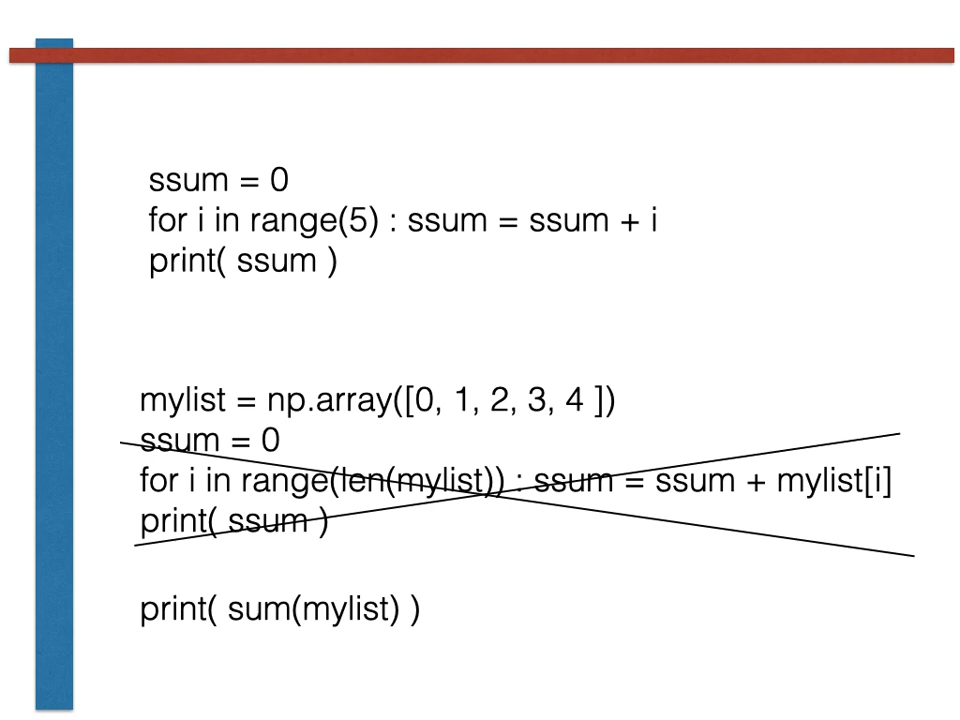 ssum = 0
for i in range(5) : ssum = ssum + i
print( ssum )
mylist = np.array([0, 1, 2, 3, 4 ])
ssum = 0
for i in range(len(mylist)) : ssum = ssum + mylist[i]
print( ssum )
print( sum(mylist) )